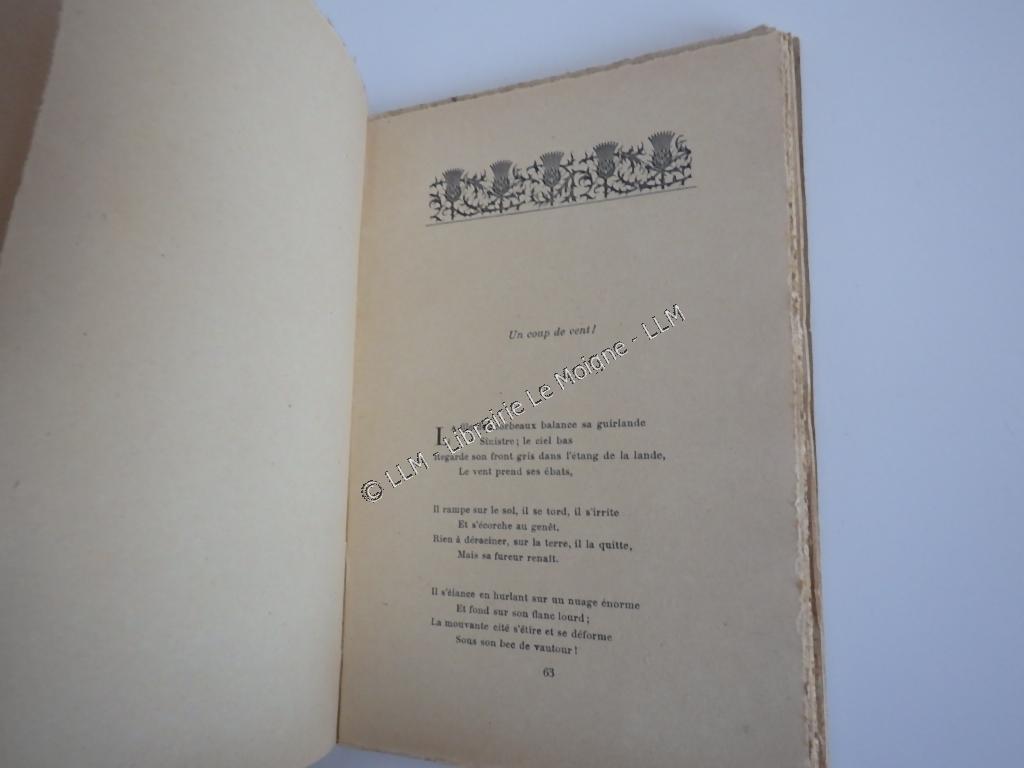 Un coup de vent!
corbeaux balance sa guirlande
Sinistre; le ciel bas
Regarde son front gris dans l'étang de la lande,
Le vent prend ses ébats,
Il rampe sur le sol, il se tord, il s'irrite
Et s'écorche au genêt,
Rien à déraciner, sur la terre, il la quitte,
Mais sa fureur renaît.
Il s'élance en hurlant sur un nuage énorme
Et fond sur son flanc lourd;
La mouvante cité s'étire et se déforme
Sous son bec de vautour!
63
© LLM - Librairie Le Moigne - LLM